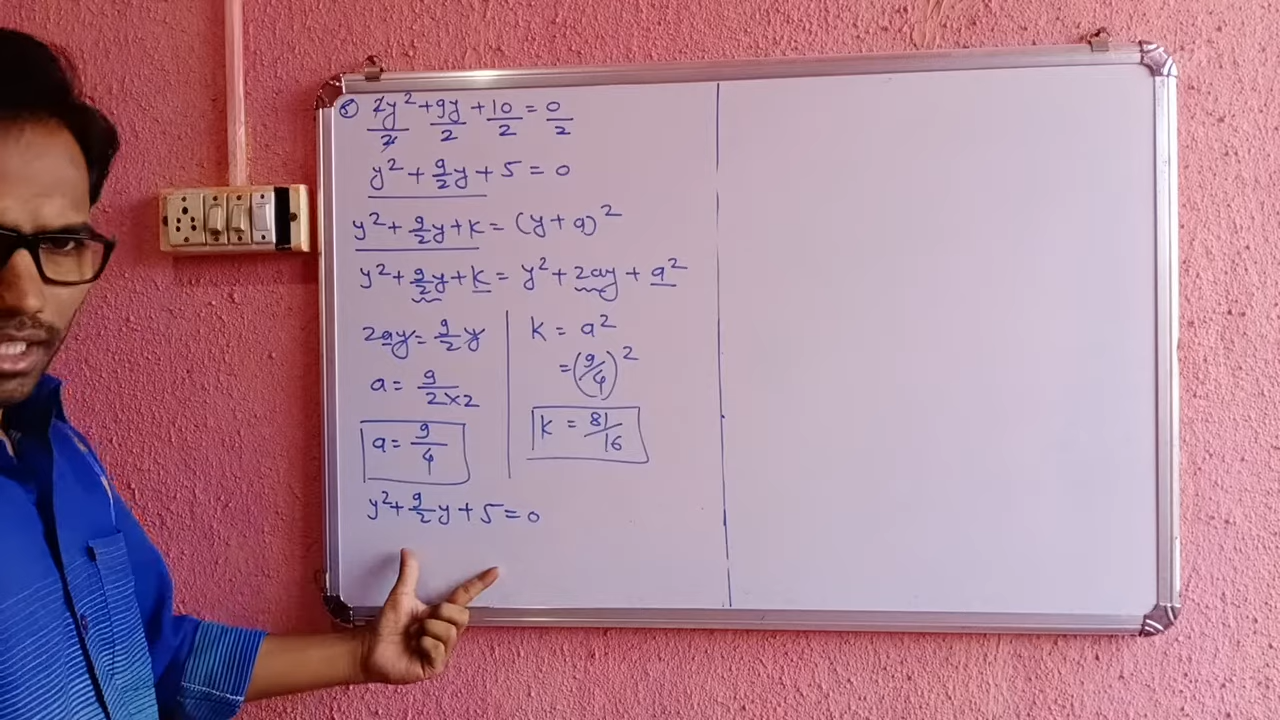 ⑧ 2y² + 9y + 10 = 0
2 2 2 2
y² + 9/2 y + 5 = 0
y² + 9/2 y + k = (y + a)²
y² + 9/2 y + k = y² + 2ay + a²
2ay = 9/2 y
a = 9/2×2
a = 9/4
k = a²
= (9/4)²
k = 81/16
y² + 9/2 y + 5 = 0